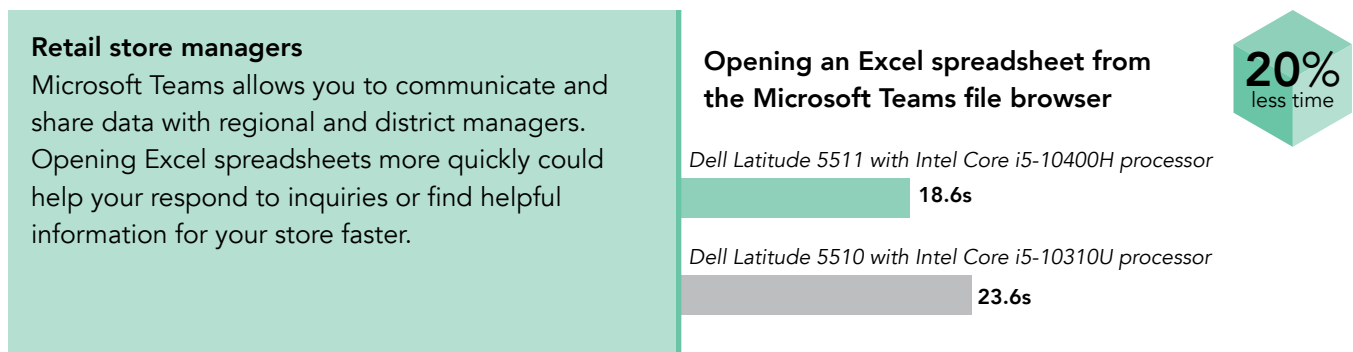 Retail store managers
Microsoft Teams allows you to communicate and
share data with regional and district managers.
Opening Excel spreadsheets more quickly could
help your respond to inquiries or find helpful
information for your store faster.
Opening an Excel spreadsheet from
the Microsoft Teams file browser
20%
less time
Dell Latitude 5511 with Intel Core i5-10400H processor
18.6s
Dell Latitude 5510 with Intel Core i5-10310U processor
23.6s